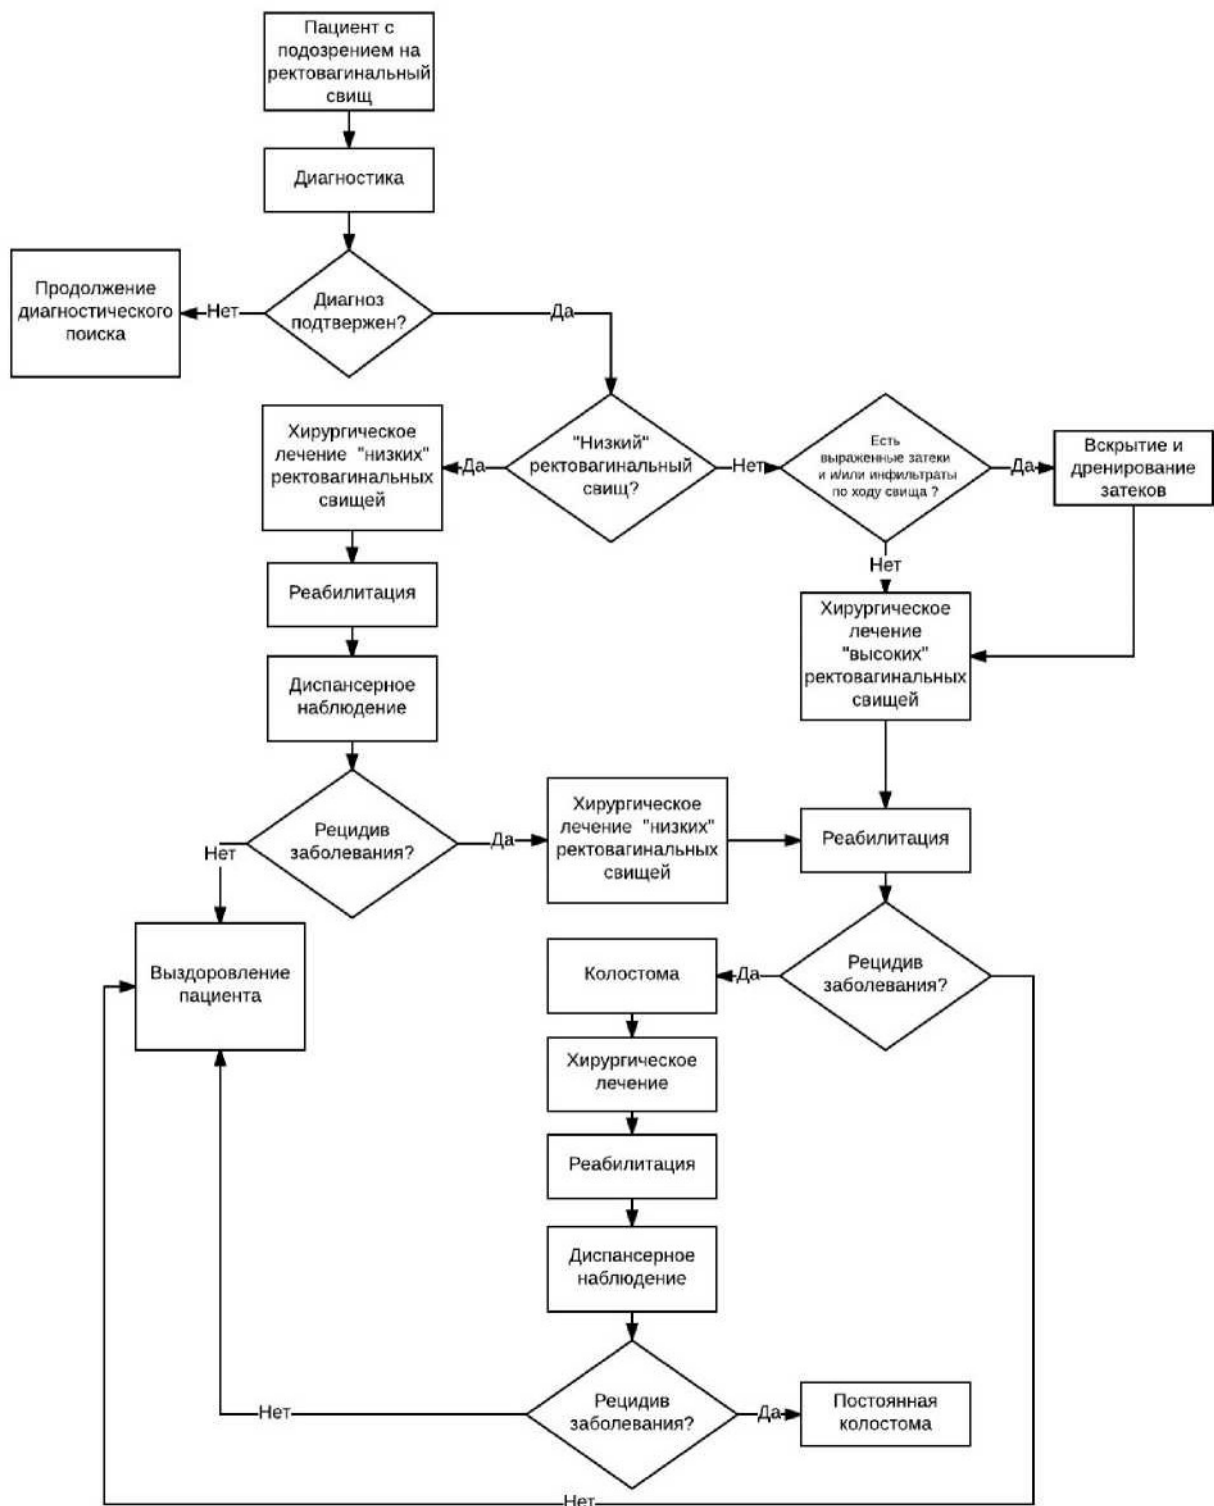 Пациент с
подозрением на
ректовагинальный
свищ
Диагностика
Диагноз
подтвержен?
Нет
Да
Продолжение
диагностического
поиска
"Низкий"
ректовагинальный
свищ?
Да
Нет
Хирургическое
лечение "низких"
ректовагинальных
свищей
Есть
выраженные затеки
и и/или инфильтраты
по ходу свища ?
Да
Нет
Вскрытие и
дренирование
затеков
Реабилитация
Хирургическое
лечение
"высоких"
ректовагинальных
свищей
Диспансерное
наблюдение
Рецидив
заболевания?
Нет
Да
Хирургическое
лечение "низких"
ректовагинальных
свищей
Реабилитация
Выздоровление
пациента
Рецидив
заболевания?
Да
Колостома
Хирургическое
лечение
Реабилитация
Диспансерное
наблюдение
Рецидив
заболевания?
Нет
Да
Постоянная
колостома
Нет